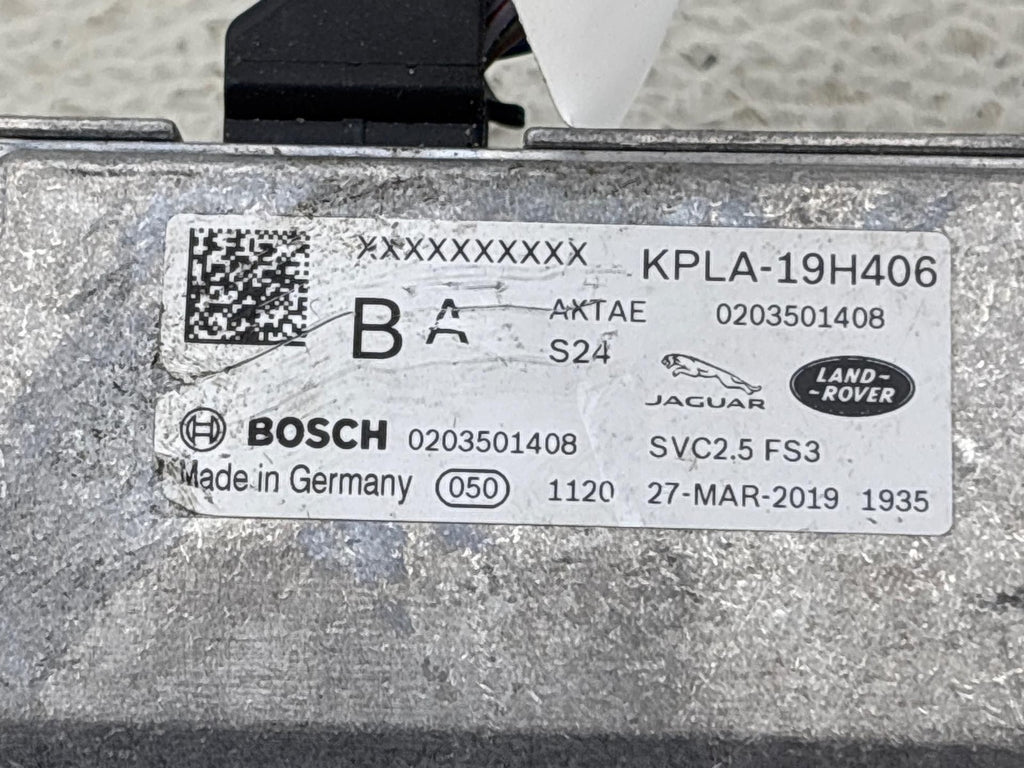 XXXXXXXXXX KPLA-19H406
B A AXTAE 0203501408
S24
JAGUAR LAND-
-ROVER
BOSCH 0203501408 SVC2.5 FS3
Made in Germany 050 1120 27-MAR-2019 1935